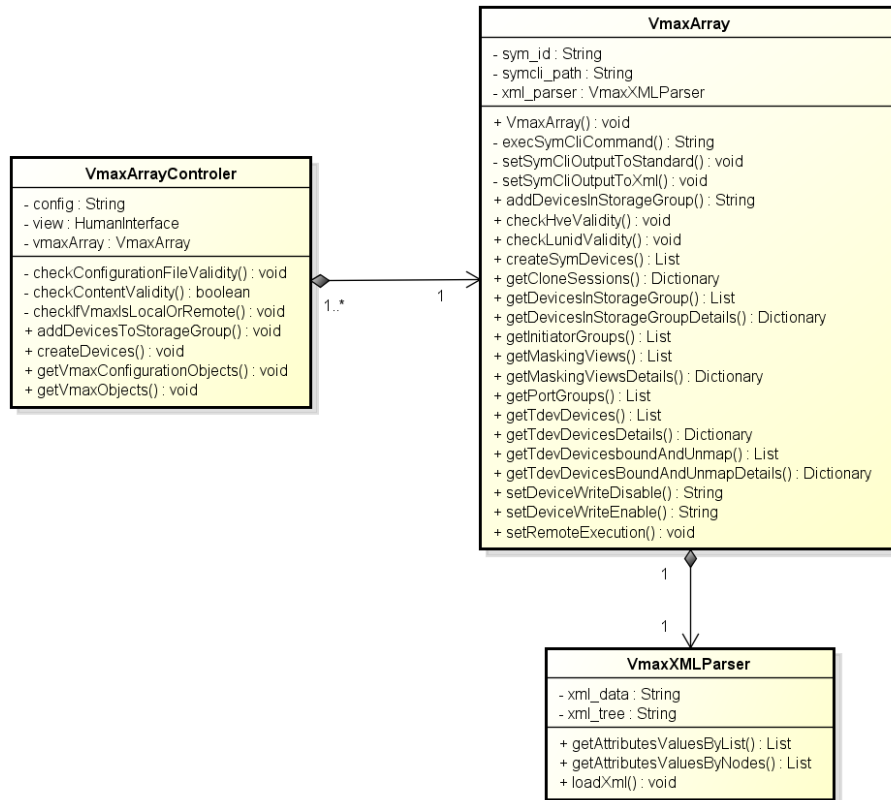 VmaxArray
- sym_id : String
- symcli_path : String
- xml_parser : VmaxXMLParser
+ VmaxArray() : void
- execSymCliCommand() : String
- setSymCliOutputToStandard() : void
- setSymCliOutputToXml() : void
+ addDevicesInStorageGroup() : String
+ checkHveValidity() : void
+ checkLunidValidity() : void
+ createSymDevices() : List
+ getCloneSessions() : Dictionary
+ getDevicesInStorageGroup() : List
+ getDevicesInStorageGroupDetails() : Dictionary
+ getInitiatorGroups() : List
+ getMaskingViews() : List
+ getMaskingViewsDetails() : Dictionary
+ getPortGroups() : List
+ getTdevDevices() : List
+ getTdevDevicesDetails() : Dictionary
+ getTdevDevicesboundAndUnmap() : List
+ getTdevDevicesBoundAndUnmapDetails() : Dictionary
+ setDeviceWriteDisable() : String
+ setDeviceWriteEnable() : String
+ setRemoteExecution() : void
VmaxArrayControler
- config : String
- view : HumanInterface
- vmaxArray : VmaxArray
- checkConfigurationFileValidity() : void
- checkContentValidity() : boolean
- checkIfVmaxIsLocalOrRemote() : void
+ addDevicesToStorageGroup() : void
+ createDevices() : void
+ getVmaxConfigurationObjects() : void
+ getVmaxObjects() : void
1..*
1
1
1
VmaxXMLParser
- xml_data : String
- xml_tree : String
+ getAttributesValuesByList() : List
+ getAttributesValuesByNodes() : List
+ loadXml() : void